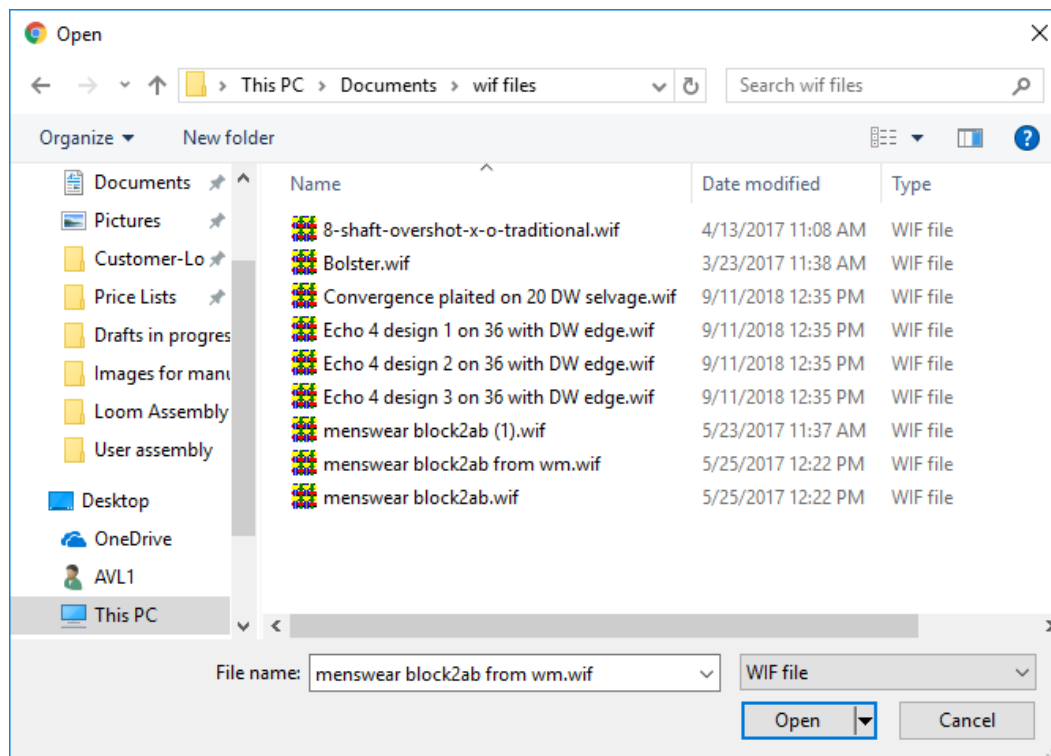 Open
This PC > Documents > wif files
Search wif files
Organize
New folder
Name
Date modified
Type
Documents
Pictures
Customer-Lo
Price Lists
Drafts in progres
Images for manu
Loom Assembly
User assembly
Desktop
OneDrive
AVL1
This PC
8-shaft-overshot-x-o-traditional.wif 4/13/2017 11:08 AM WIF file
Bolster.wif 3/23/2017 11:38 AM WIF file
Convergence plaited on 20 DW selvage.wif 9/11/2018 12:35 PM WIF file
Echo 4 design 1 on 36 with DW edge.wif 9/11/2018 12:35 PM WIF file
Echo 4 design 2 on 36 with DW edge.wif 9/11/2018 12:35 PM WIF file
Echo 4 design 3 on 36 with DW edge.wif 9/11/2018 12:35 PM WIF file
menswear block2ab (1).wif 5/23/2017 11:37 AM WIF file
menswear block2ab from wm.wif 5/25/2017 12:22 PM WIF file
menswear block2ab.wif 5/25/2017 12:22 PM WIF file
File name: menswear block2ab from wm.wif
WIF file
Open
Cancel